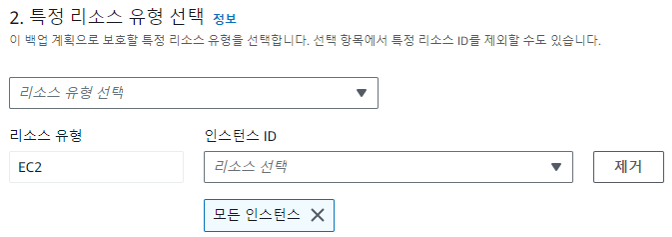 2. 특정 리소스 유형 선택 정보
이 백업 계획으로 보호할 특정 리소스 유형을 선택합니다. 선택 항목에서 특정 리소스 ID를 제외할 수도 있습니다.
리소스 유형 선택
리소스 유형 인스턴스 ID
EC2 리소스 선택 제거
모든 인스턴스